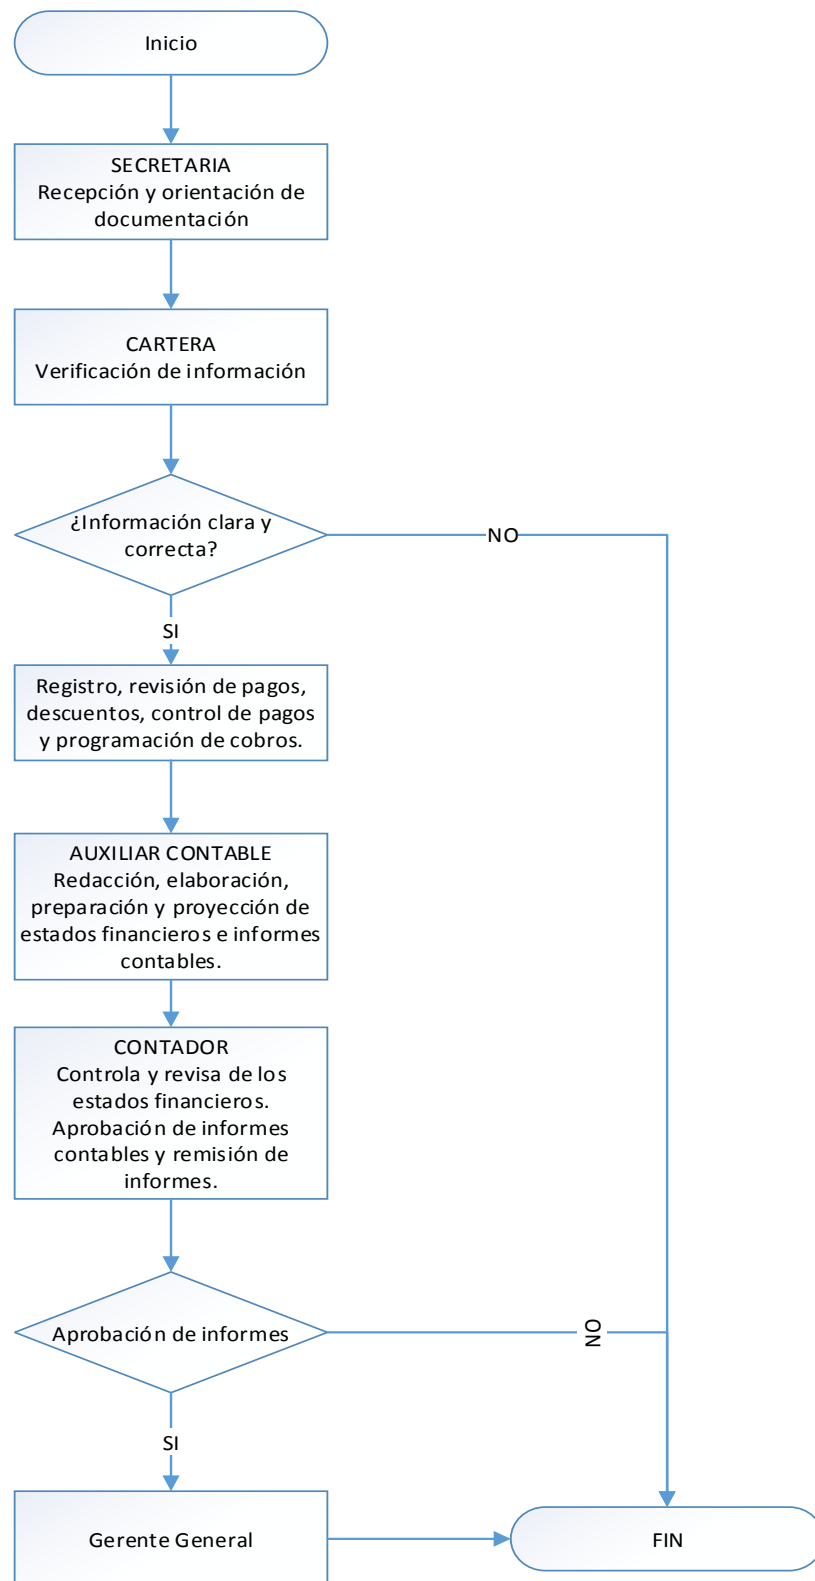 Inicio
SECRETARIA
Recepción y orientación de
documentación
CARTERA
Verificación de información
¿Información clara y
correcta?
NO
SI
Registro, revisión de pagos,
descuentos, control de pagos
y programación de cobros.
AUXILIAR CONTABLE
Redacción, elaboración,
preparación y proyección de
estados financieros e informes
contables.
CONTADOR
Controla y revisa de los
estados financieros.
Aprobación de informes
contables y remisión de
informes.
Aprobación de informes
NO
SI
Gerente General
FIN